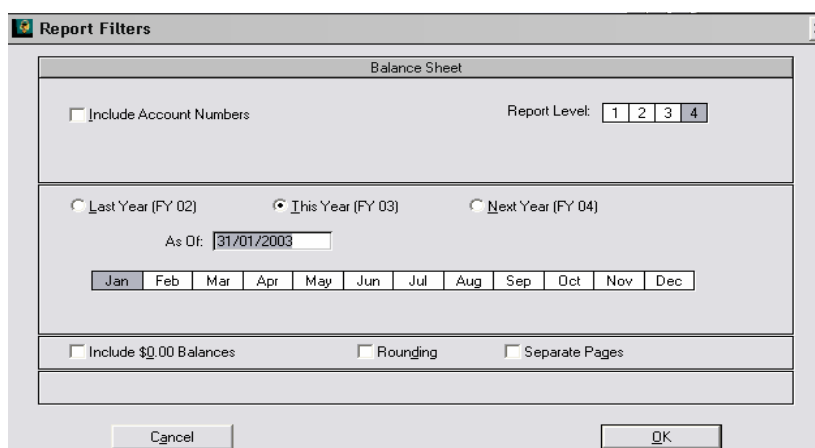 Report Filters
Balance Sheet
Include Account Numbers
Report Level: 1 2 3 4
Last Year (FY 02) This Year (FY 03) Next Year (FY 04)
As Of: 31/01/2003
Jan Feb Mar Apr May Jun Jul Aug Sep Oct Nov Dec
Include $0.00 Balances Rounding Separate Pages
Cancel OK